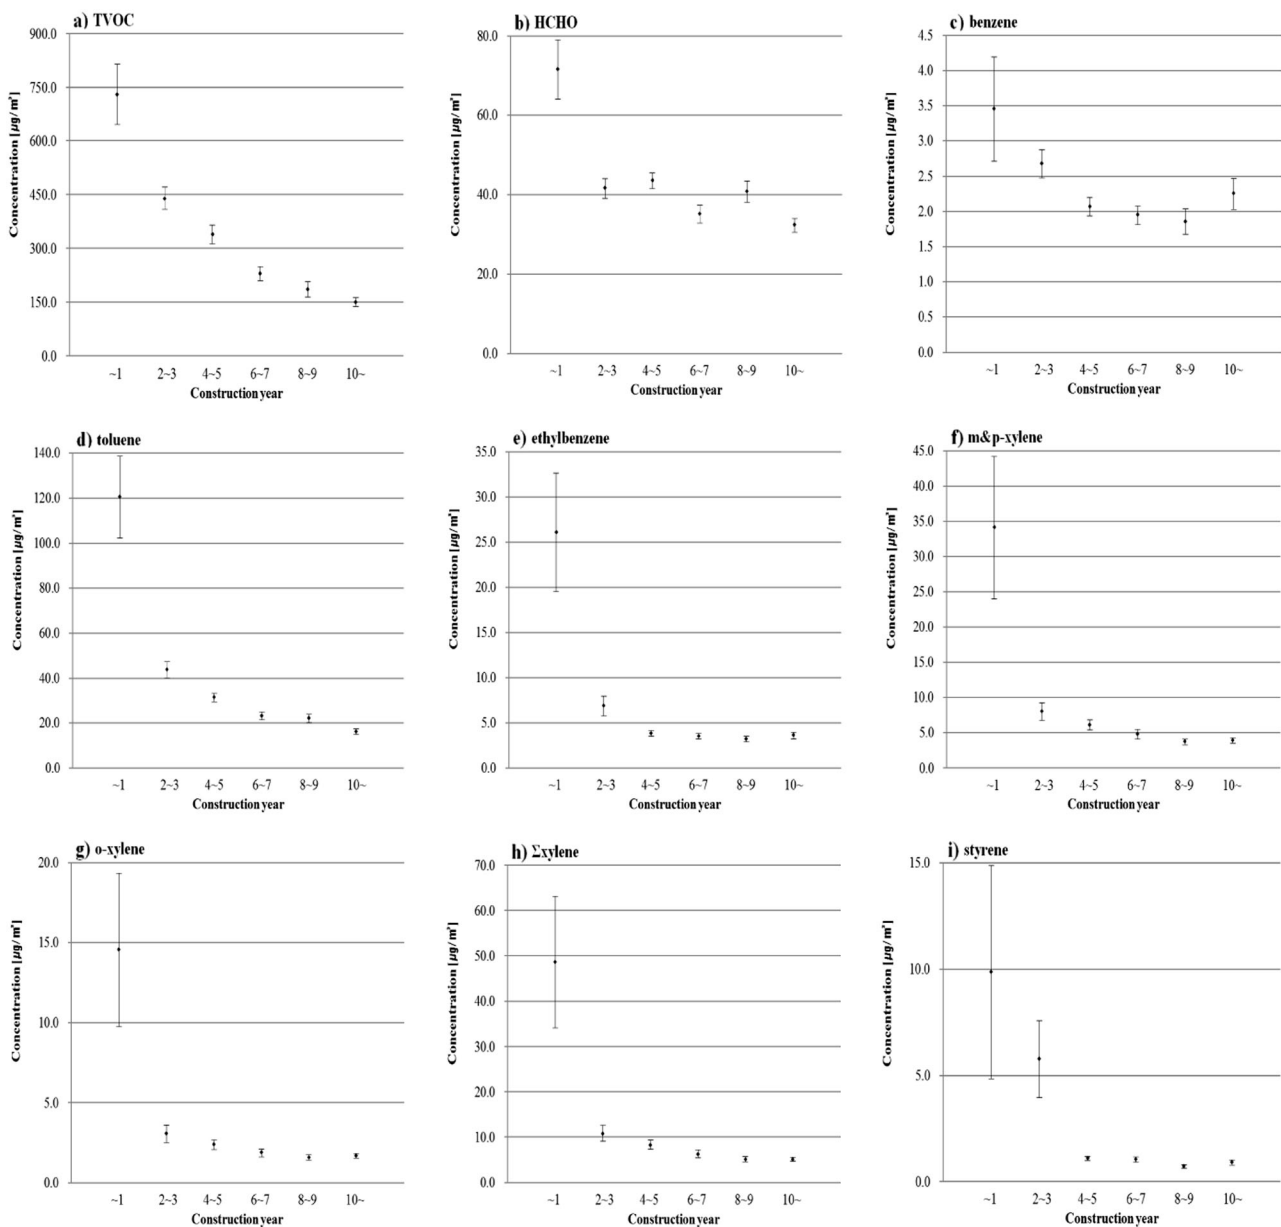 a) TVOC
Concentration [µg/m³]
900.0
750.0
600.0
450.0
300.0
150.0
0.0
~1 2~3 4~5 6~7 8~9 10~
Construction year
b) HCHO
Concentration [µg/m³]
80.0
60.0
40.0
20.0
0.0
~1 2~3 4~5 6~7 8~9 10~
Construction year
c) benzene
Concentration [µg/m³]
4.5
4.0
3.5
3.0
2.5
2.0
1.5
1.0
0.5
0.0
~1 2~3 4~5 6~7 8~9 10~
Construction year
d) toluene
Concentration [µg/m³]
140.0
120.0
100.0
80.0
60.0
40.0
20.0
0.0
~1 2~3 4~5 6~7 8~9 10~
Construction year
e) ethylbenzene
Concentration [µg/m³]
35.0
30.0
25.0
20.0
15.0
10.0
5.0
0.0
~1 2~3 4~5 6~7 8~9 10~
Construction year
f) m&p-xylene
Concentration [µg/m³]
45.0
40.0
35.0
30.0
25.0
20.0
15.0
10.0
5.0
0.0
~1 2~3 4~5 6~7 8~9 10~
Construction year
g) o-xylene
Concentration [µg/m³]
20.0
15.0
10.0
5.0
0.0
~1 2~3 4~5 6~7 8~9 10~
Construction year
h) Σxylene
Concentration [µg/m³]
70.0
60.0
50.0
40.0
30.0
20.0
10.0
0.0
~1 2~3 4~5 6~7 8~9 10~
Construction year
i) styrene
Concentration [µg/m³]
15.0
10.0
5.0
0.0
~1 2~3 4~5 6~7 8~9 10~
Construction year